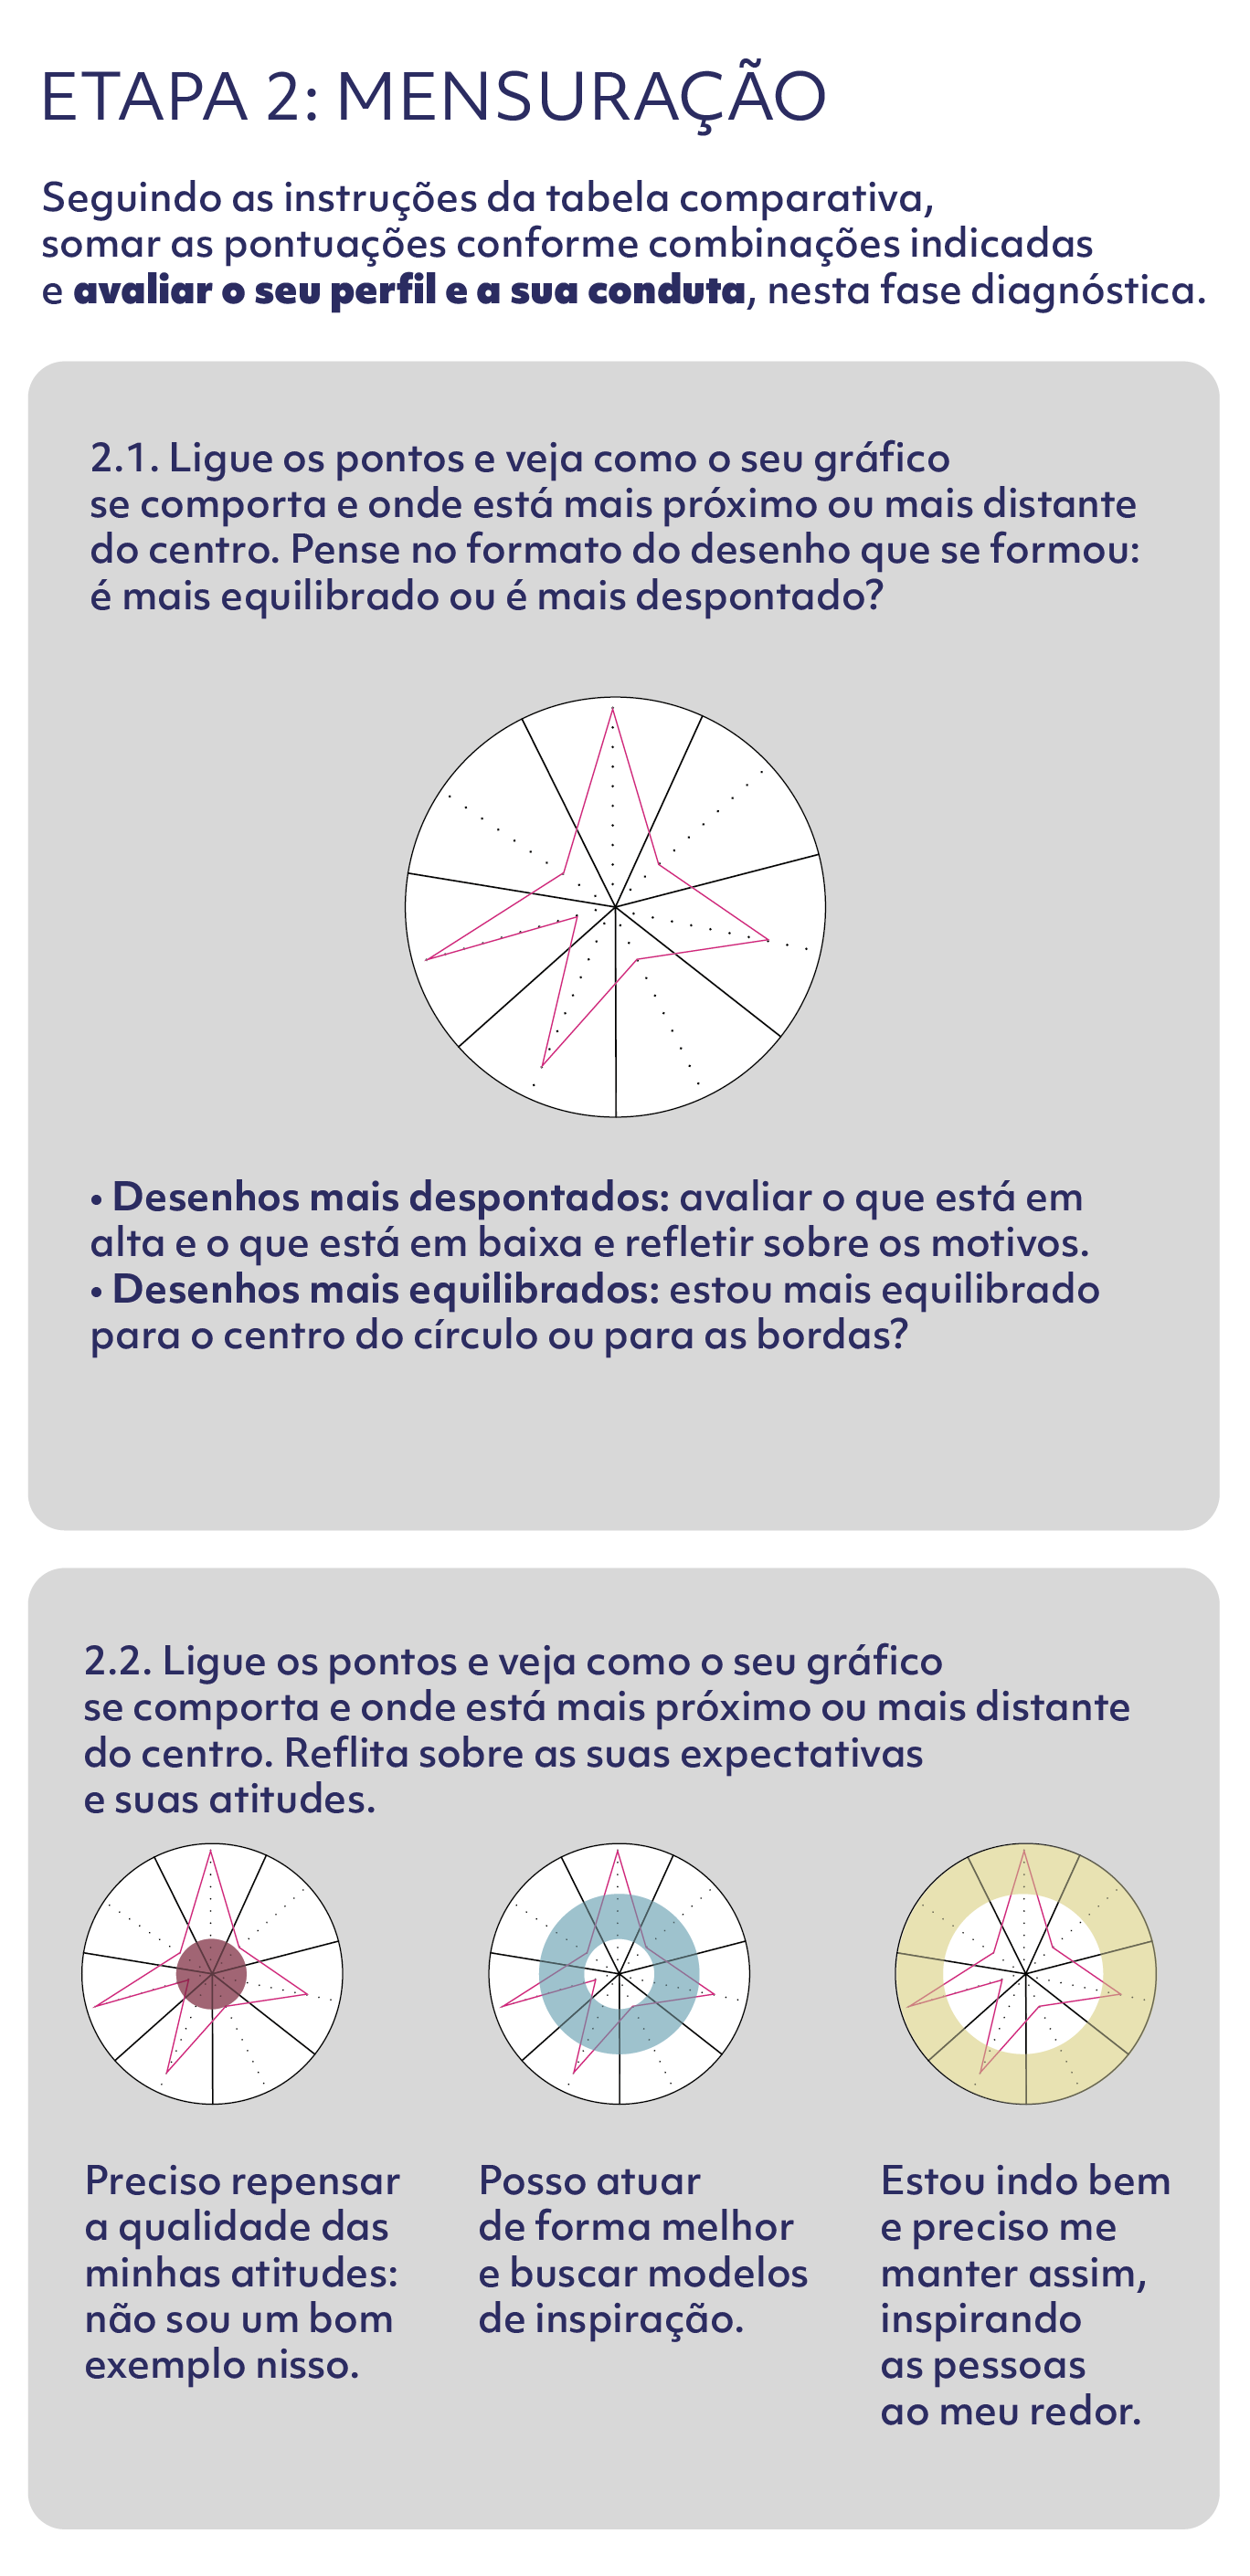 ETAPA 2: MENSURAÇÃO
Seguindo as instruções da tabela comparativa,
somar as pontuações conforme combinações indicadas
e avaliar o seu perfil e a sua conduta, nesta fase diagnóstica.
2.1. Ligue os pontos e veja como o seu gráfico
se comporta e onde está mais próximo ou mais distante
do centro. Pense no formato do desenho que se formou:
é mais equilibrado ou é mais despontado?
• Desenhos mais despontados: avaliar o que está em
alta e o que está em baixa e refletir sobre os motivos.
• Desenhos mais equilibrados: estou mais equilibrado
para o centro do círculo ou para as bordas?
2.2. Ligue os pontos e veja como o seu gráfico
se comporta e onde está mais próximo ou mais distante
do centro. Reflita sobre as suas expectativas
e suas atitudes.
Preciso repensar
a qualidade das
minhas atitudes:
não sou um bom
exemplo nisso.
Posso atuar
de forma melhor
e buscar modelos
de inspiração.
Estou indo bem
e preciso me
manter assim,
inspirando
as pessoas
ao meu redor.